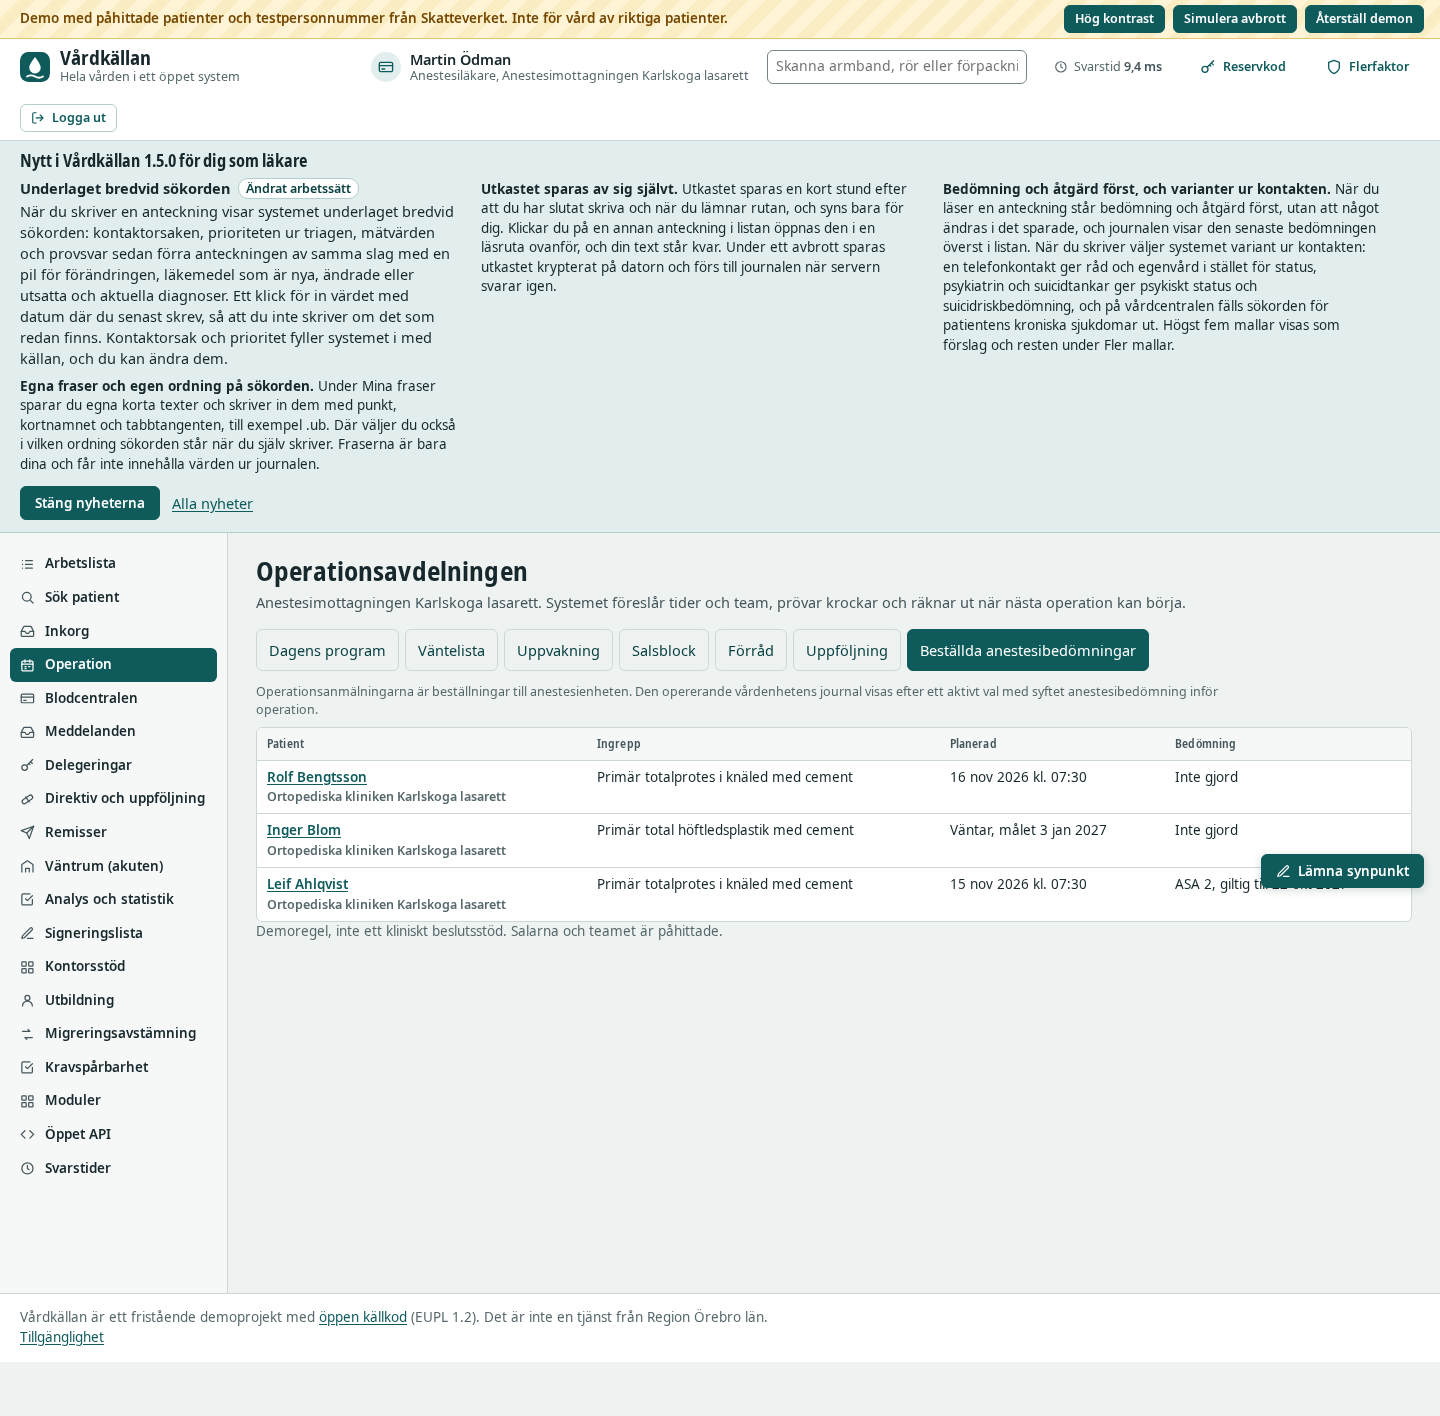 Demo med påhittade patienter och testpersonnummer från Skatteverket. Inte för vård av riktiga patienter.
Hög kontrast
Simulera avbrott
Återställ demon
Vårdkällan
Hela vården i ett öppet system
Martin Ödman
Anestesiläkare, Anestesimottagningen Karlskoga lasarett
Skanna armband, rör eller förpackni
Svarstid 9,4 ms
Reservkod
Flerfaktor
Logga ut
Nytt i Vårdkällan 1.5.0 för dig som läkare
Underlaget bredvid sökorden Ändrat arbetssätt
När du skriver en anteckning visar systemet underlaget bredvid
sökorden: kontaktorsaken, prioriteten ur triagen, mätvärden
och provsvar sedan förra anteckningen av samma slag med en
pil för förändringen, läkemedel som är nya, ändrade eller
utsatta och aktuella diagnoser. Ett klick för in värdet med
datum där du senast skrev, så att du inte skriver om det som
redan finns. Kontaktorsak och prioritet fyller systemet i med
källan, och du kan ändra dem.
Egna fraser och egen ordning på sökorden. Under Mina fraser
sparar du egna korta texter och skriver in dem med punkt,
kortnamnet och tabbtangenten, till exempel .ub. Där väljer du också
i vilken ordning sökorden står när du själv skriver. Fraserna är bara
dina och får inte innehålla värden ur journalen.
Utkastet sparas av sig självt. Utkastet sparas en kort stund efter
att du har slutat skriva och när du lämnar rutan, och syns bara för
dig. Klickar du på en annan anteckning i listan öppnas den i en
läsruta ovanför, och din text står kvar. Under ett avbrott sparas
utkastet krypterat på datorn och förs till journalen när servern
svarar igen.
Bedömning och åtgärd först, och varianter ur kontakten. När du
läser en anteckning står bedömning och åtgärd först, utan att något
ändras i det sparade, och journalen visar den senaste bedömningen
överst i listan. När du skriver väljer systemet variant ur kontakten:
en telefonkontakt ger råd och egenvård i stället för status,
psykiatrin och suicidtankar ger psykiskt status och
suicidriskbedömning, och på vårdcentralen fälls sökorden för
patientens kroniska sjukdomar ut. Högst fem mallar visas som
förslag och resten under Fler mallar.
Stäng nyheterna
Alla nyheter
Arbetslista
Sök patient
Inkorg
Operation
Blodcentralen
Meddelanden
Delegeringar
Direktiv och uppföljning
Remisser
Väntrum (akuten)
Analys och statistik
Signeringslista
Kontorsstöd
Utbildning
Migreringsavstämning
Kravspårbarhet
Moduler
Öppet API
Svarstider
Operationsavdelningen
Anestesimottagningen Karlskoga lasarett. Systemet föreslår tider och team, prövar krockar och räknar ut när nästa operation kan börja.
Dagens program
Väntelista
Uppvakning
Salsblock
Förråd
Uppföljning
Beställda anestesibedömningar
Operationsanmälningarna är beställningar till anestesienheten. Den opererande vårdenhetens journal visas efter ett aktivt val med syftet anestesibedömning inför
operation.
Patient Ingrepp Planerad Bedömning
Rolf Bengtsson Primär totalprotes i knäled med cement 16 nov 2026 kl. 07:30 Inte gjord
Ortopediska kliniken Karlskoga lasarett
Inger Blom Primär total höftledsplastik med cement Väntar, målet 3 jan 2027 Inte gjord
Ortopediska kliniken Karlskoga lasarett
Leif Ahlqvist Primär totalprotes i knäled med cement 15 nov 2026 kl. 07:30 ASA 2, giltig
Ortopediska kliniken Karlskoga lasarett
Lämna synpunkt
Demoregel, inte ett kliniskt beslutsstöd. Salarna och teamet är påhittade.
Vårdkällan är ett fristående demoprojekt med öppen källkod (EUPL 1.2). Det är inte en tjänst från Region Örebro län.
Tillgänglighet